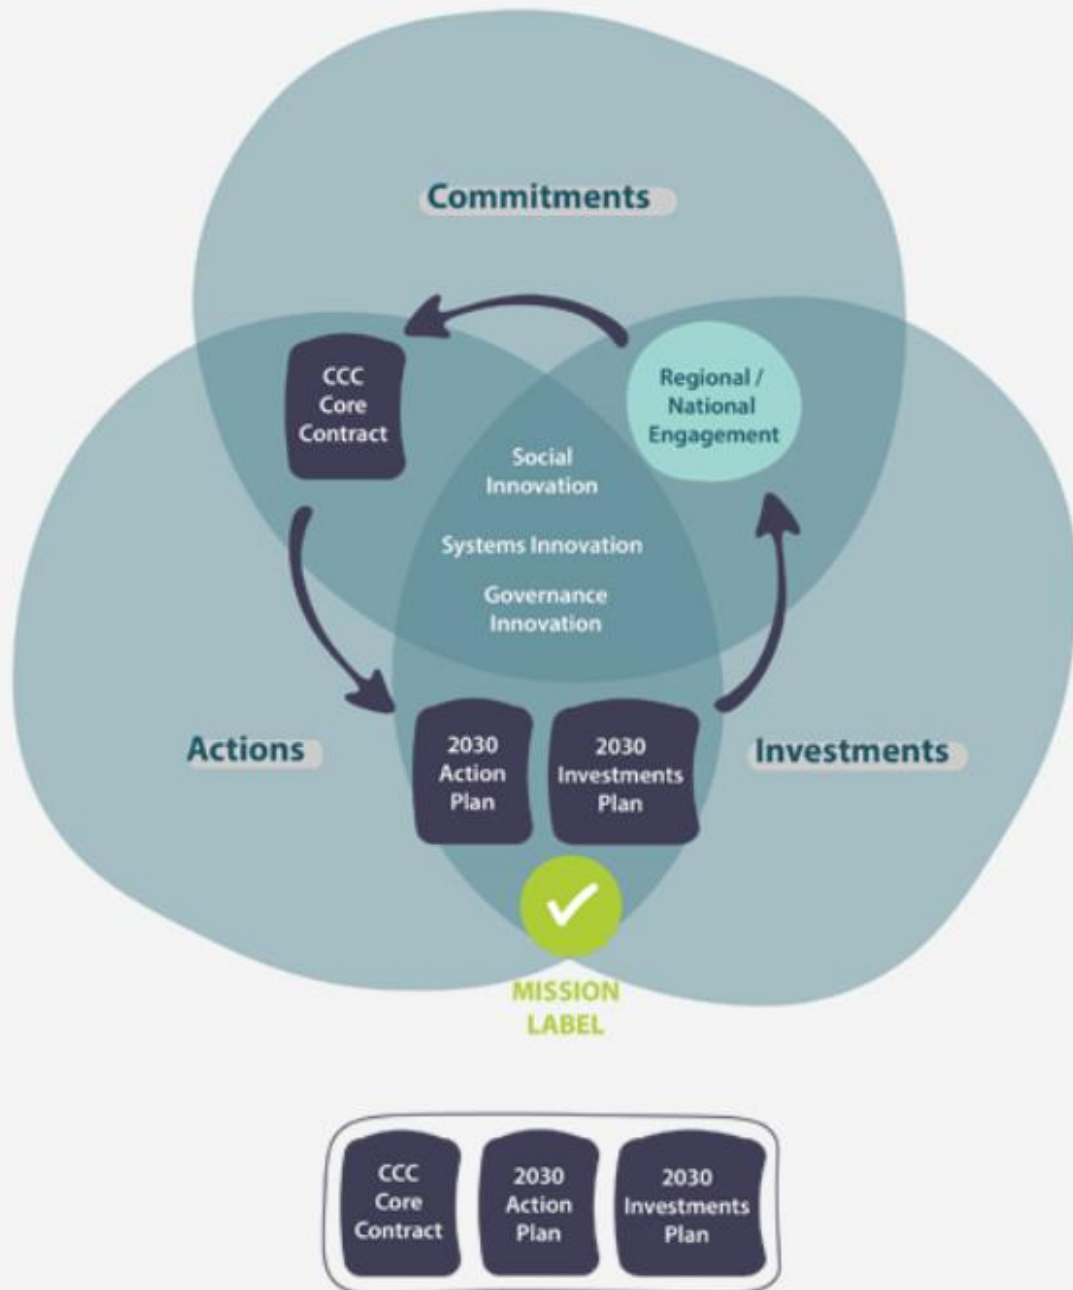 Commitments
CCC
Core
Contract
Regional /
National
Engagement
Social
Innovation
Systems Innovation
Governance
Innovation
Actions
2030
Action
Plan
2030
Investments
Plan
Investments
MISSION
LABEL
CCC
Core
Contract
2030
Action
Plan
2030
Investments
Plan